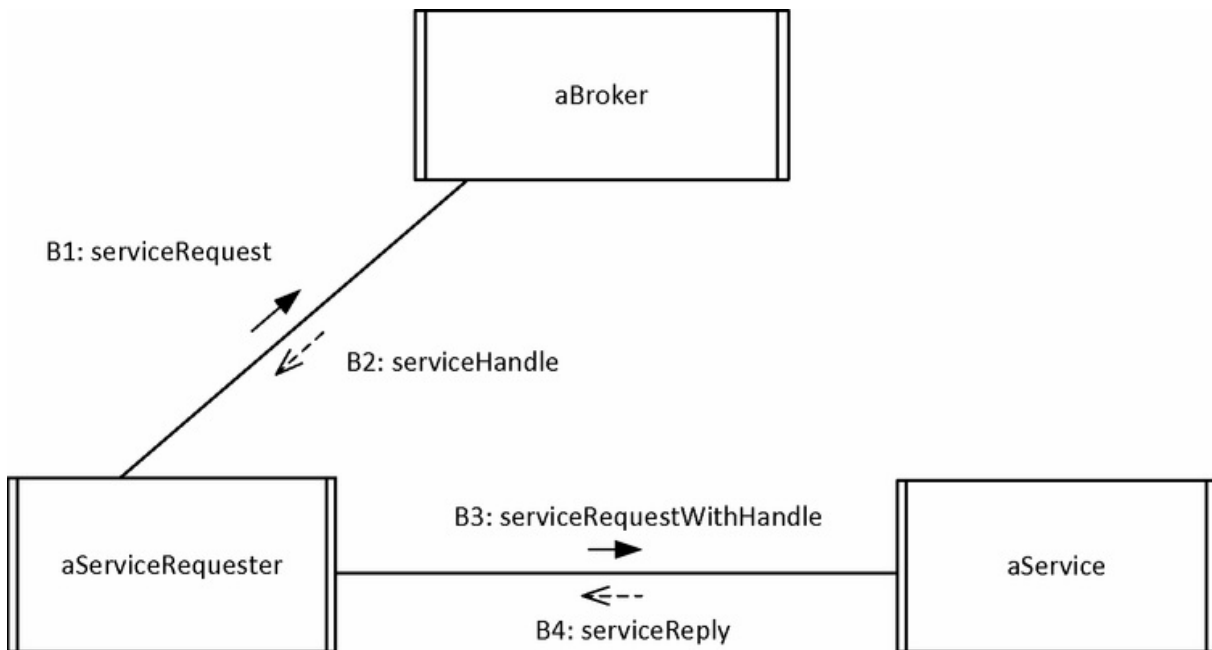 aBroker
B1: serviceRequest
B2: serviceHandle
B3: serviceRequestWithHandle
aServiceRequester
aService
B4: serviceReply